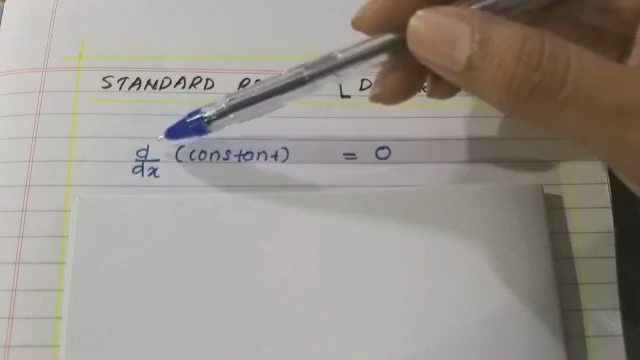 STANDARD
d/dx (constant) = 0